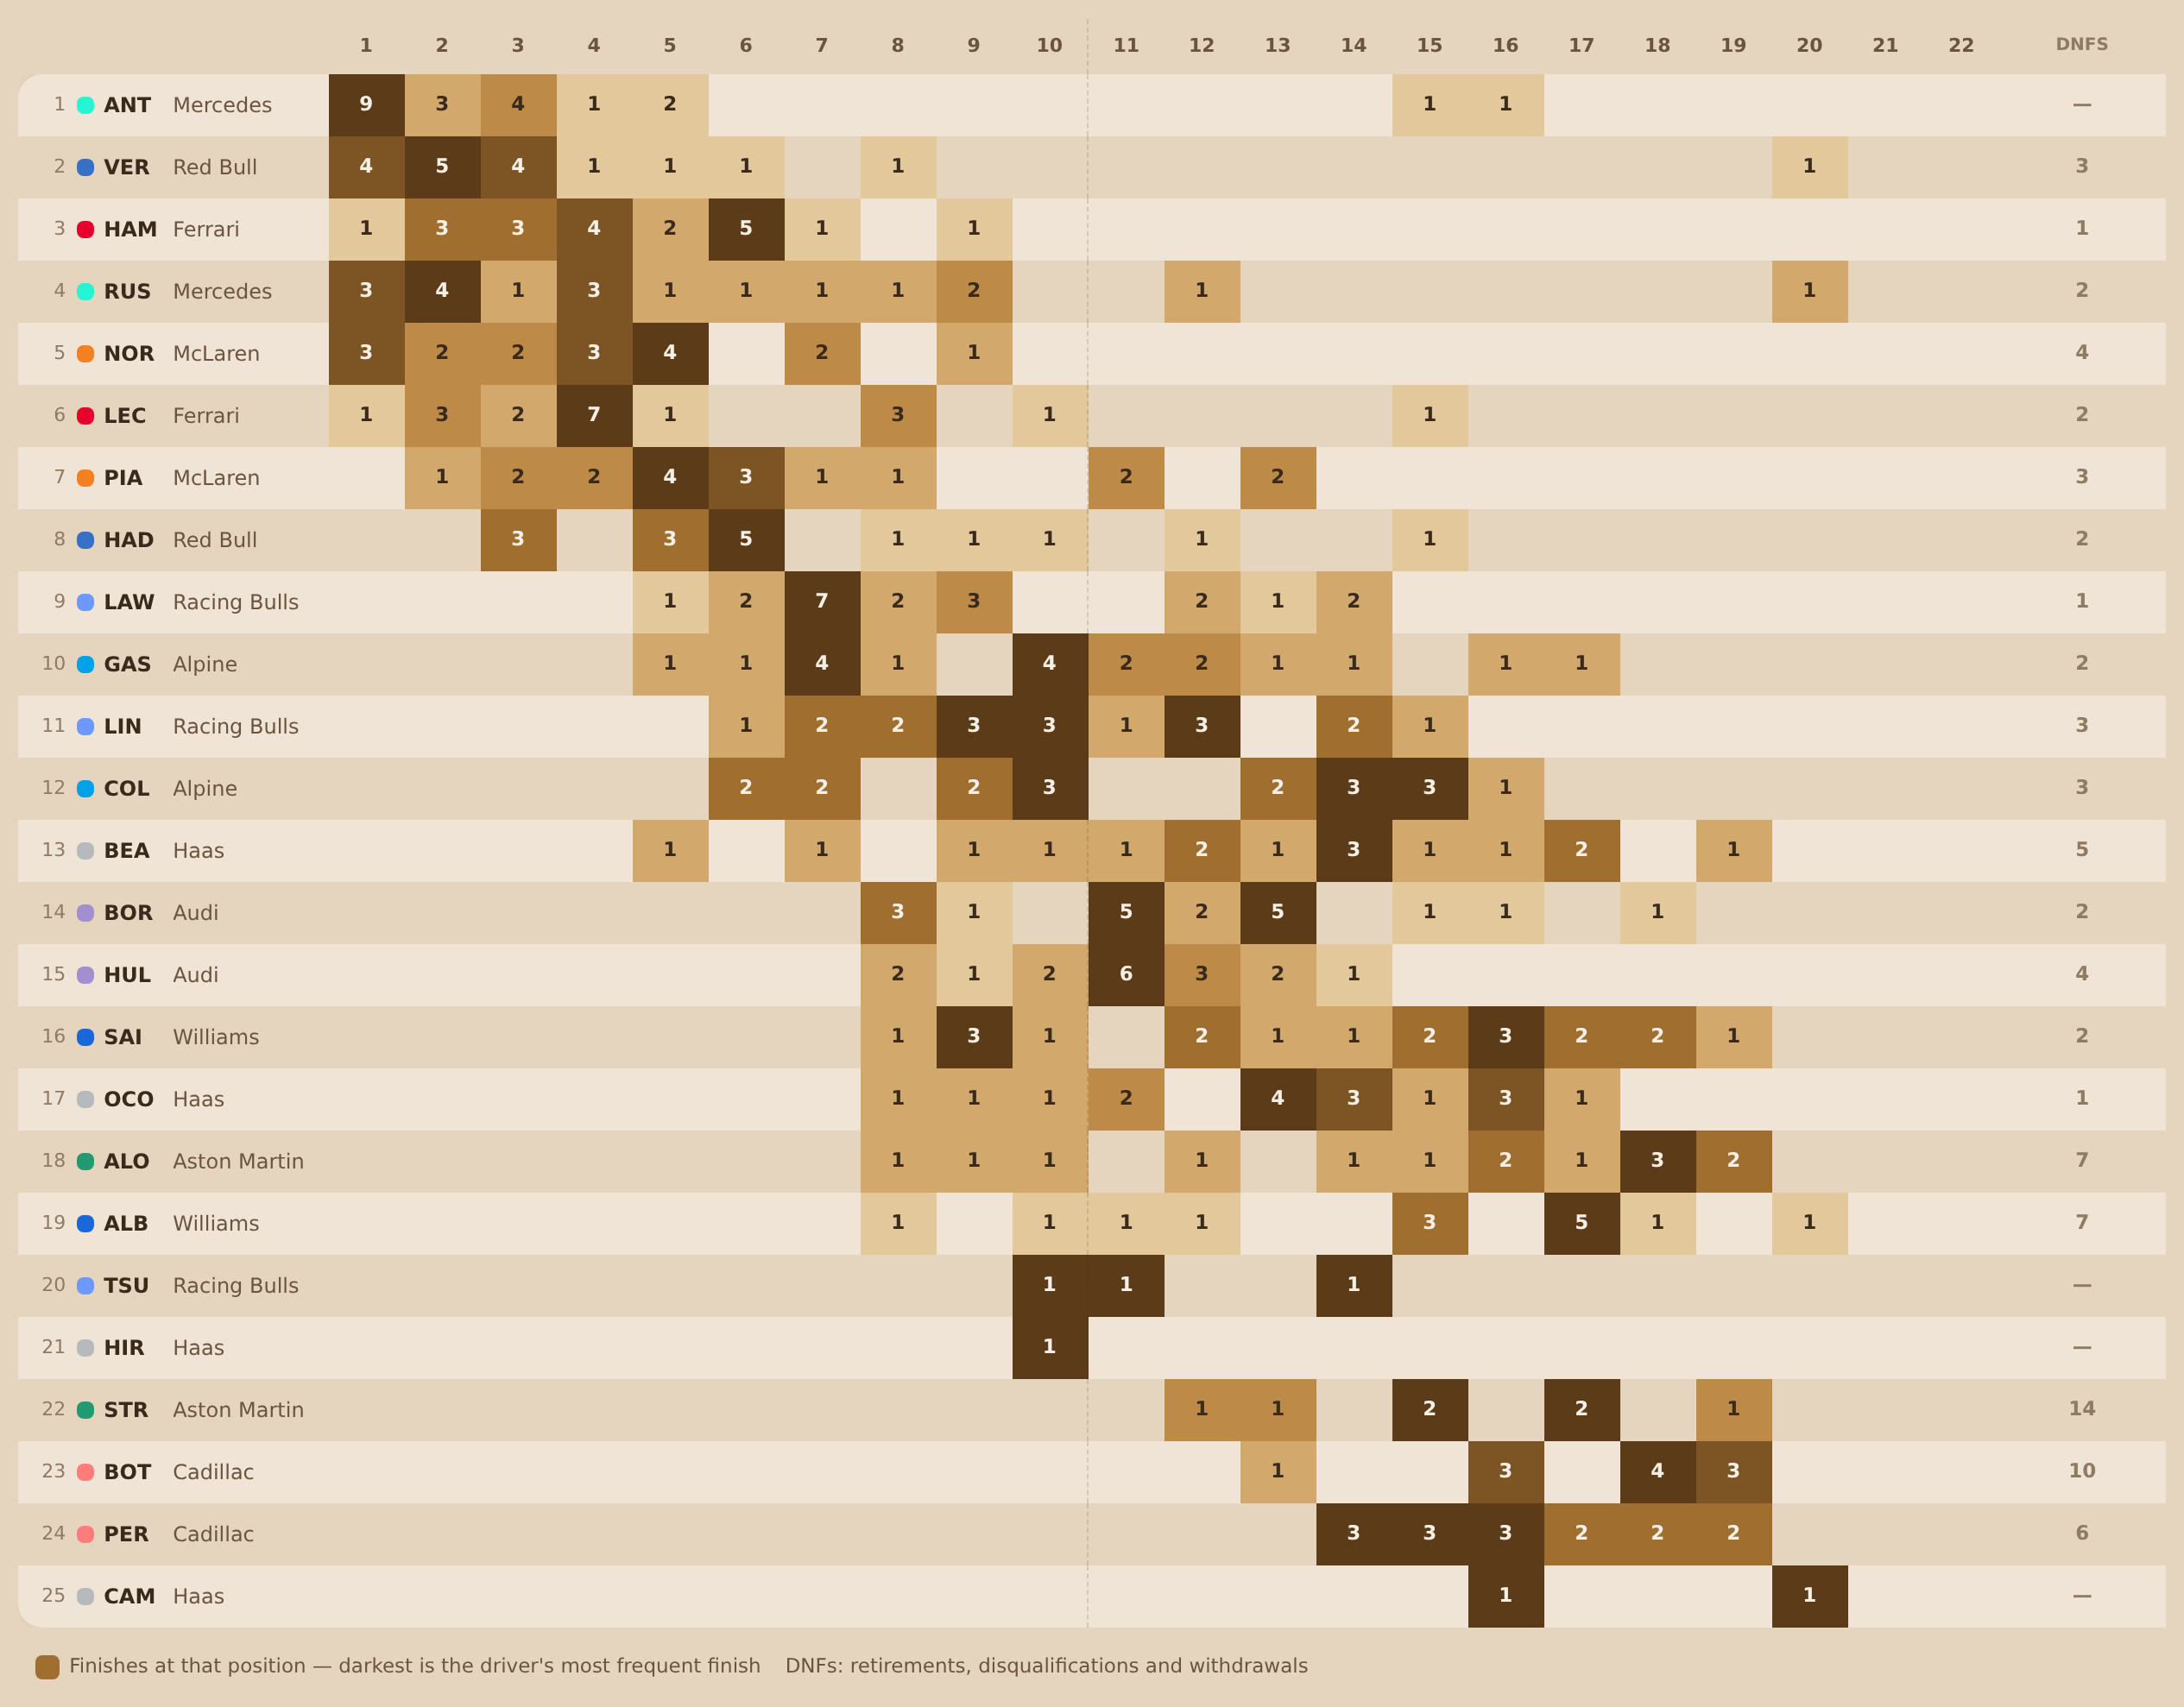 1 2 3 4 5 6 7 8 9 10 11 12 13 14 15 16 17 18 19 20 21 22 DNFS
1 ANT Mercedes 9 3 4 1 2 1 1 —
2 VER Red Bull 4 5 4 1 1 1 1 1 3
3 HAM Ferrari 1 3 3 4 2 5 1 1 1
4 RUS Mercedes 3 4 1 3 1 1 1 1 2 1 1 2
5 NOR McLaren 3 2 2 3 4 2 1 4
6 LEC Ferrari 1 3 2 7 1 3 1 1 2
7 PIA McLaren 1 2 2 4 3 1 1 2 2 3
8 HAD Red Bull 3 3 5 1 1 1 1 1 2
9 LAW Racing Bulls 1 2 7 2 3 2 1 2 1
10 GAS Alpine 1 1 4 1 4 2 2 1 1 1 1 2
11 LIN Racing Bulls 1 2 2 3 3 1 3 2 1 3
12 COL Alpine 2 2 2 3 2 3 3 1 3
13 BEA Haas 1 1 1 1 1 2 1 3 1 1 2 1 5
14 BOR Audi 3 1 5 2 5 1 1 1 2
15 HUL Audi 2 1 2 6 3 2 1 4
16 SAI Williams 1 3 1 2 1 1 2 3 2 2 1 2
17 OCO Haas 1 1 1 2 4 3 1 3 1 1
18 ALO Aston Martin 1 1 1 1 1 1 2 1 3 2 7
19 ALB Williams 1 1 1 1 3 5 1 1 7
20 TSU Racing Bulls 1 1 1 —
21 HIR Haas 1 —
22 STR Aston Martin 1 1 2 2 1 14
23 BOT Cadillac 1 3 4 3 10
24 PER Cadillac 3 3 3 2 2 2 6
25 CAM Haas 1 1 —
Finishes at that position — darkest is the driver's most frequent finish DNFs: retirements, disqualifications and withdrawals